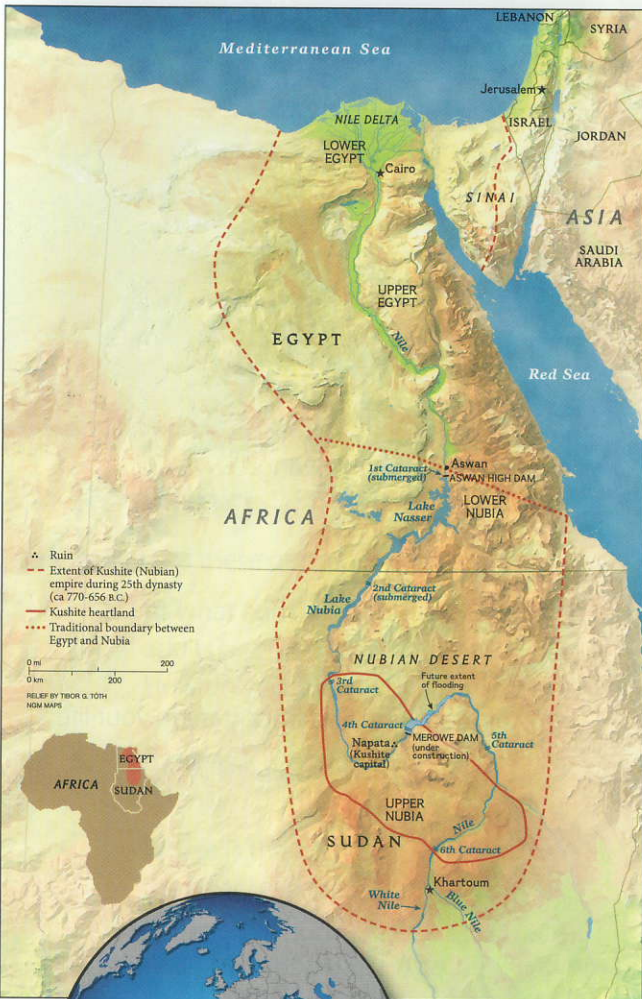 LEBANON
SYRIA
Mediterranean Sea
Jerusalem
NILE DELTA
ISRAEL
LOWER
EGYPT
JORDAN
Cairo
SINAI
ASIA
SAUDI
ARABIA
UPPER
EGYPT
EGYPT
Nile
Red Sea
Aswan
1st Cataract
(submerged)
ASWAN HIGH DAM
LOWER
NUBIA
Lake
Nasser
AFRICA
Ruin
Extent of Kushite (Nubian)
empire during 25th dynasty
(ca 770-656 B.C.)
Kushite heartland
Traditional boundary between
Egypt and Nubia
0 mi 200
0 km 200
RELIEF BY TIBOR G. TÓTH
NGM MAPS
2nd Cataract
(submerged)
Lake
Nubia
NUBIAN DESERT
Future extent
of flooding
3rd
Cataract
4th Cataract
5th
Cataract
Napata
(Kushite
capital)
MEROWE DAM
(under
construction)
UPPER
NUBIA
Nile
SUDAN
6th Cataract
Khartoum
White
Nile
Blue Nile
EGYPT
AFRICA
SUDAN